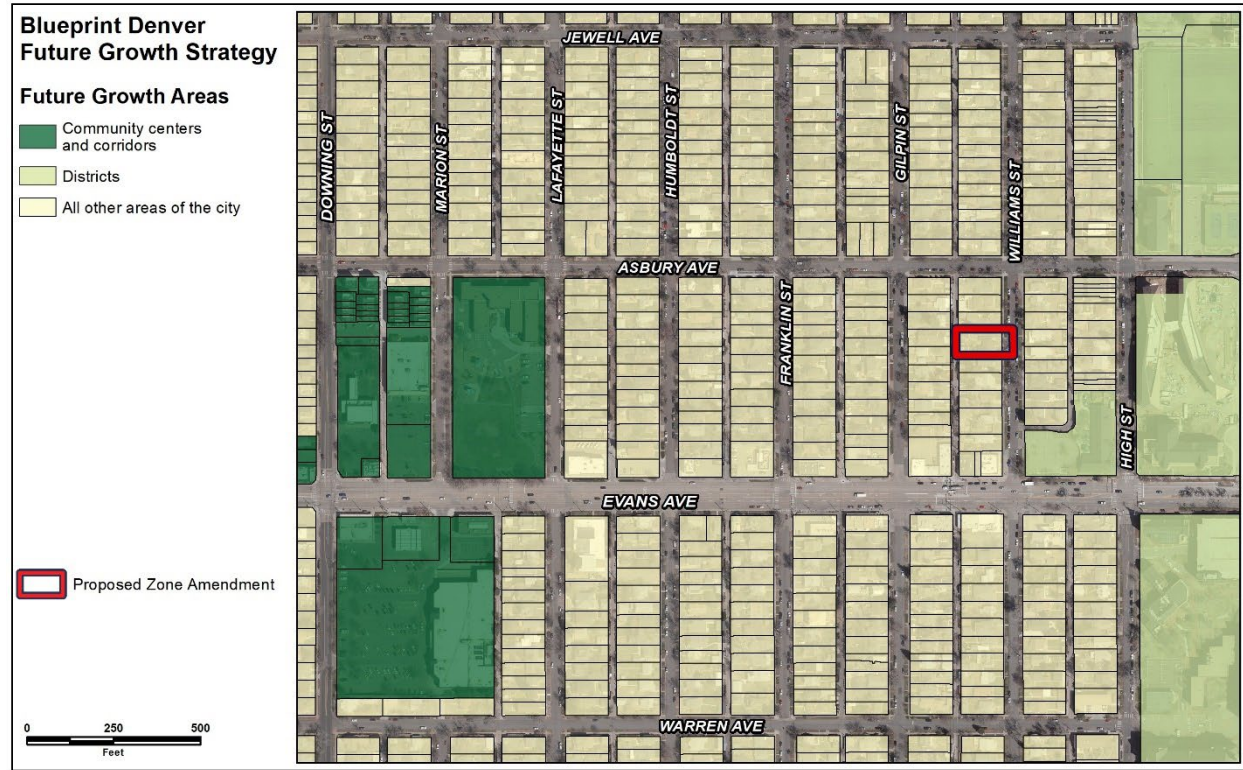 Blueprint Denver
Future Growth Strategy
Future Growth Areas
Community centers
and corridors
Districts
All other areas of the city
Proposed Zone Amendment
0 250 500
Feet
JEWELL AVE
DOWNING ST
MARION ST
LAFAYETTE ST
HUMBOLDT ST
GILPIN ST
WILLIAMS ST
ASBURY AVE
FRANKLIN ST
HIGH ST
EVANS AVE
WARREN AVE